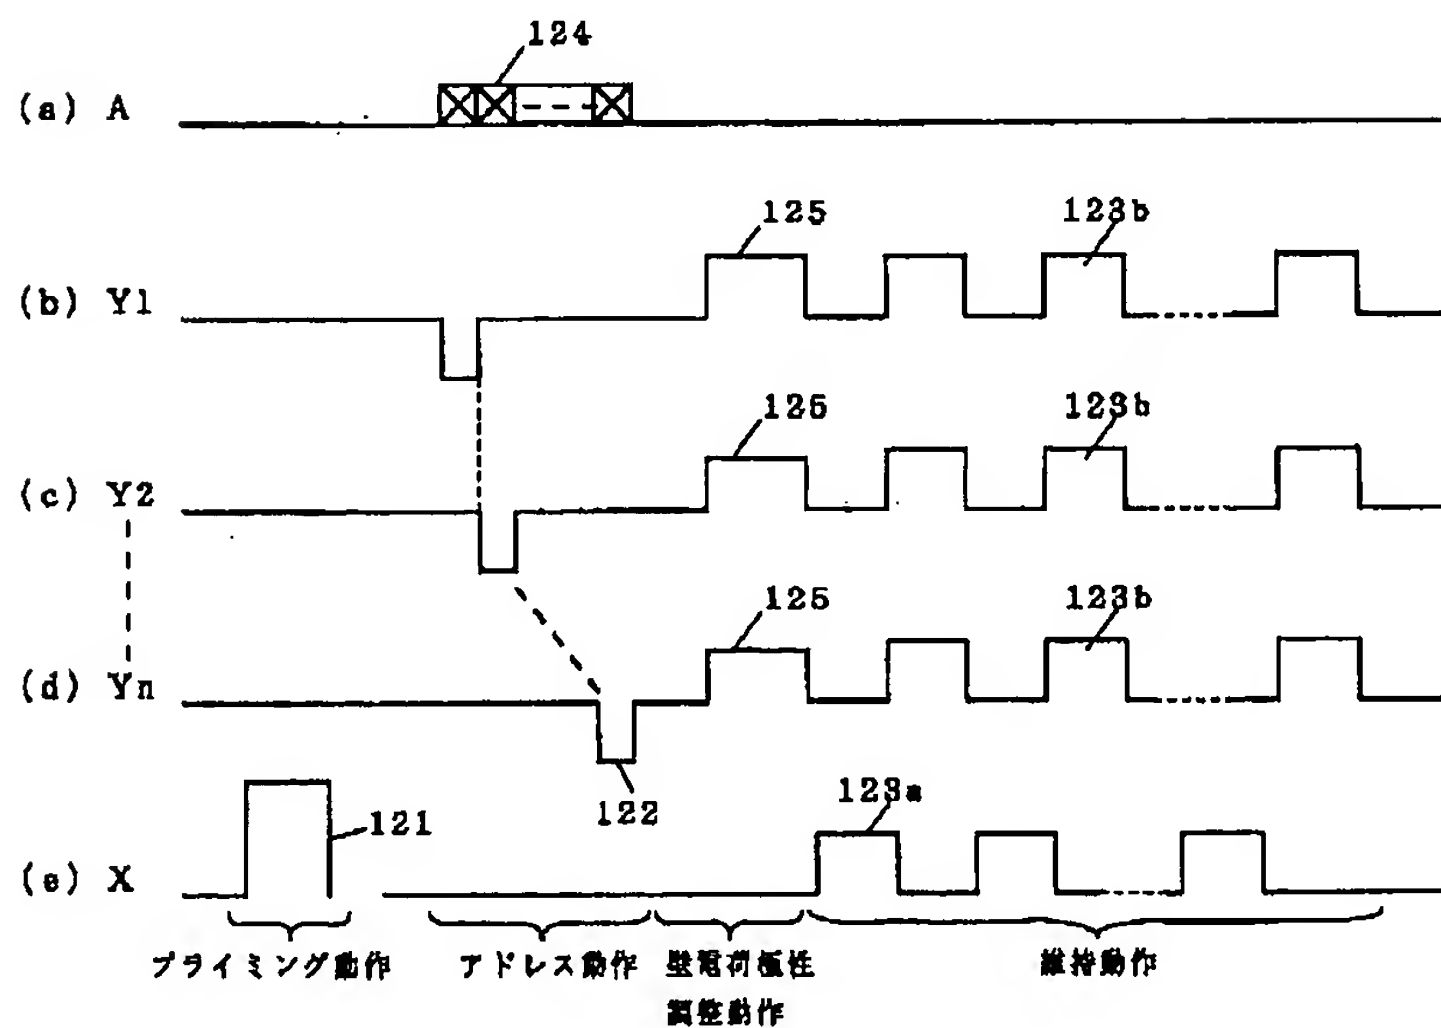 124
(a) A
125
123b
(b) Y1
125
123b
(c) Y2
125
123b
(d) Yn
122
123a
121
(e) X
プライミング動作
アドレス動作
壁電荷極性
調整動作
維持動作